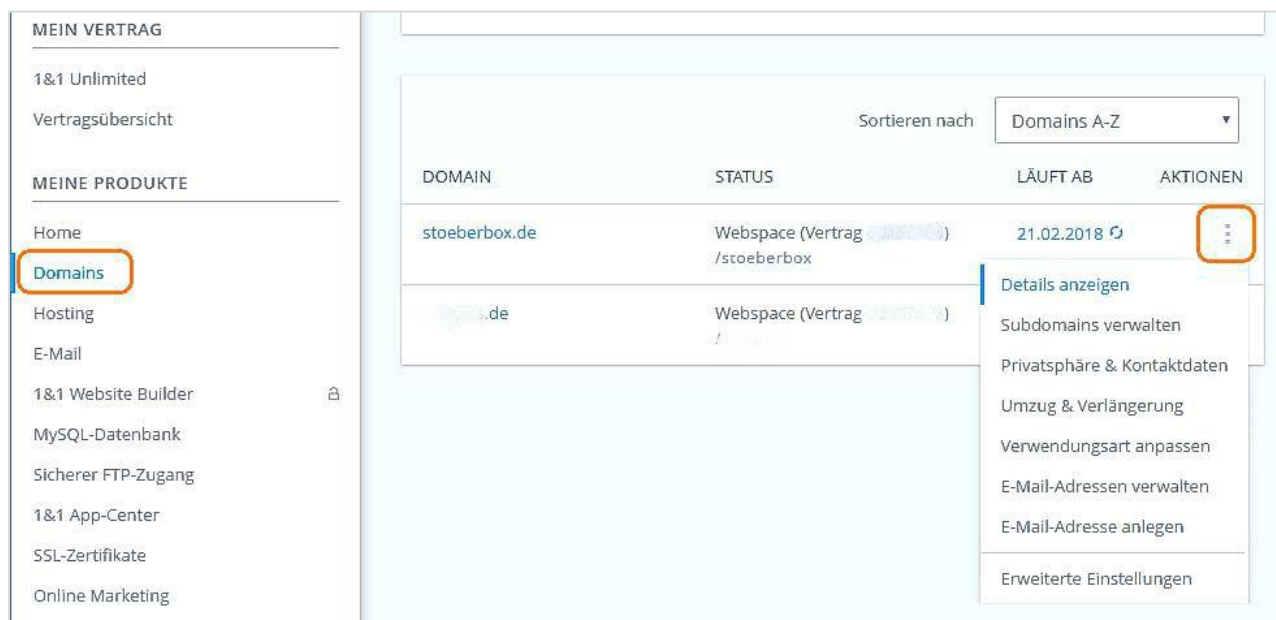 MEIN VERTRAG
1&1 Unlimited
Vertragsübersicht
MEINE PRODUKTE
Home
Domains
Hosting
E-Mail
1&1 Website Builder
MySQL-Datenbank
Sicherer FTP-Zugang
1&1 App-Center
SSL-Zertifikate
Online Marketing
Sortieren nach Domains A-Z
DOMAIN STATUS LÄUFT AB AKTIONEN
stoeberbox.de Webspace (Vertrag ) 21.02.2018
/stoeberbox
.de Webspace (Vertrag )
/
Details anzeigen
Subdomains verwalten
Privatsphäre & Kontaktdaten
Umzug & Verlängerung
Verwendungsart anpassen
E-Mail-Adressen verwalten
E-Mail-Adresse anlegen
Erweiterte Einstellungen